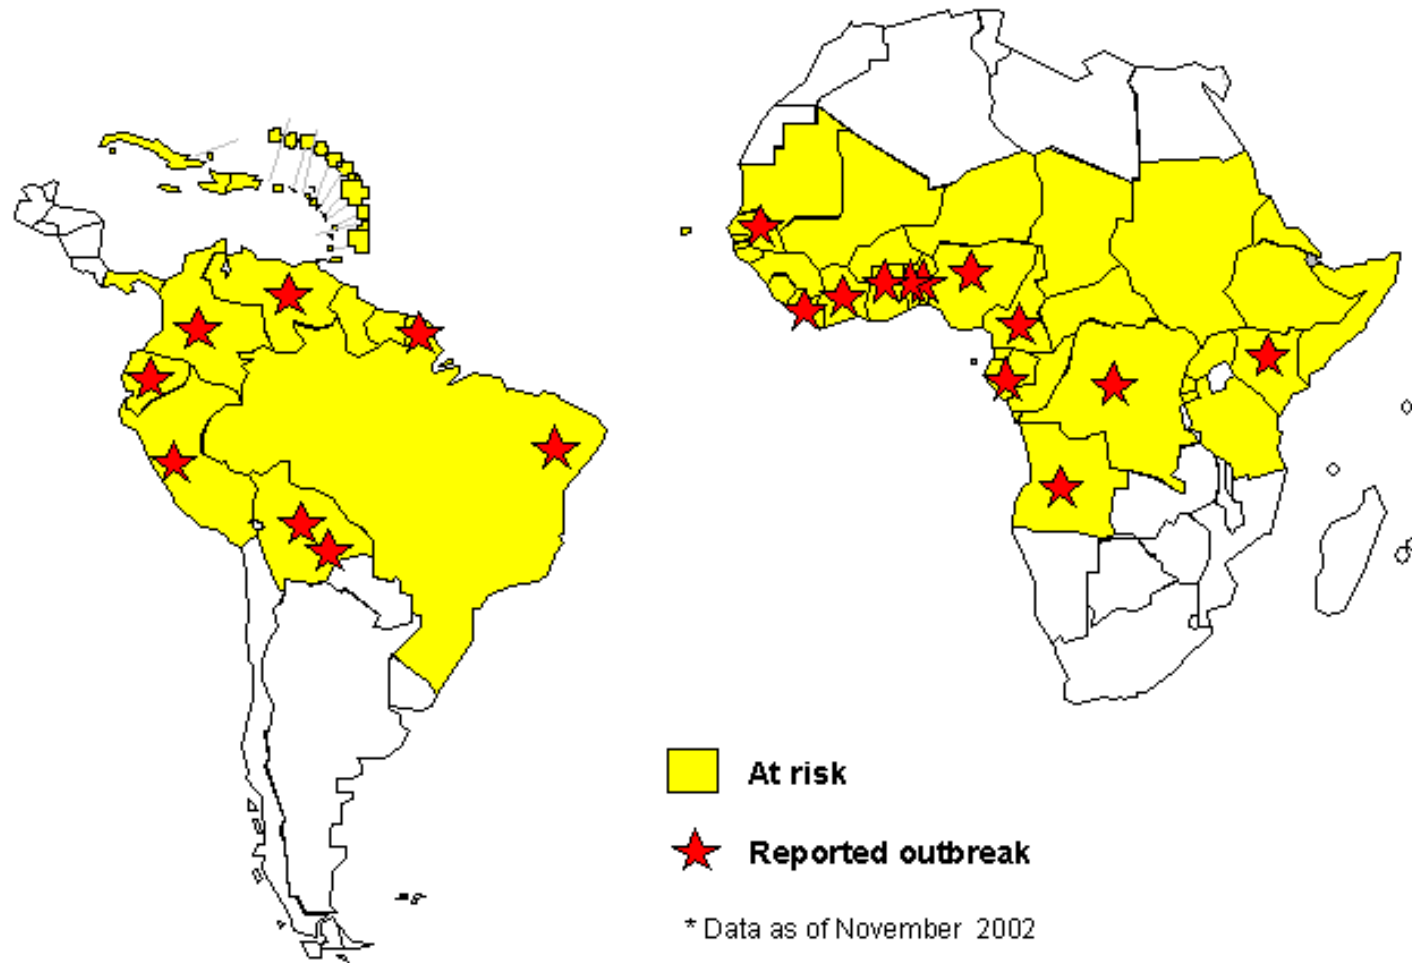 At risk
Reported outbreak
* Data as of November 2002